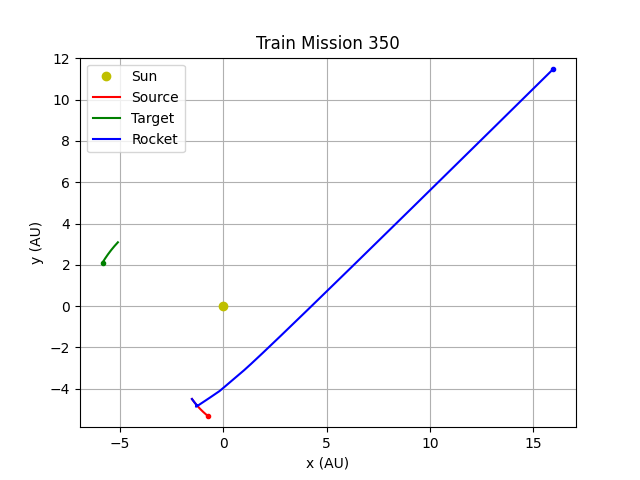 Train Mission 350
Sun
Source
Target
Rocket
12
10
8
6
4
2
0
−2
−4
y (AU)
−5
0
5
10
15
x (AU)